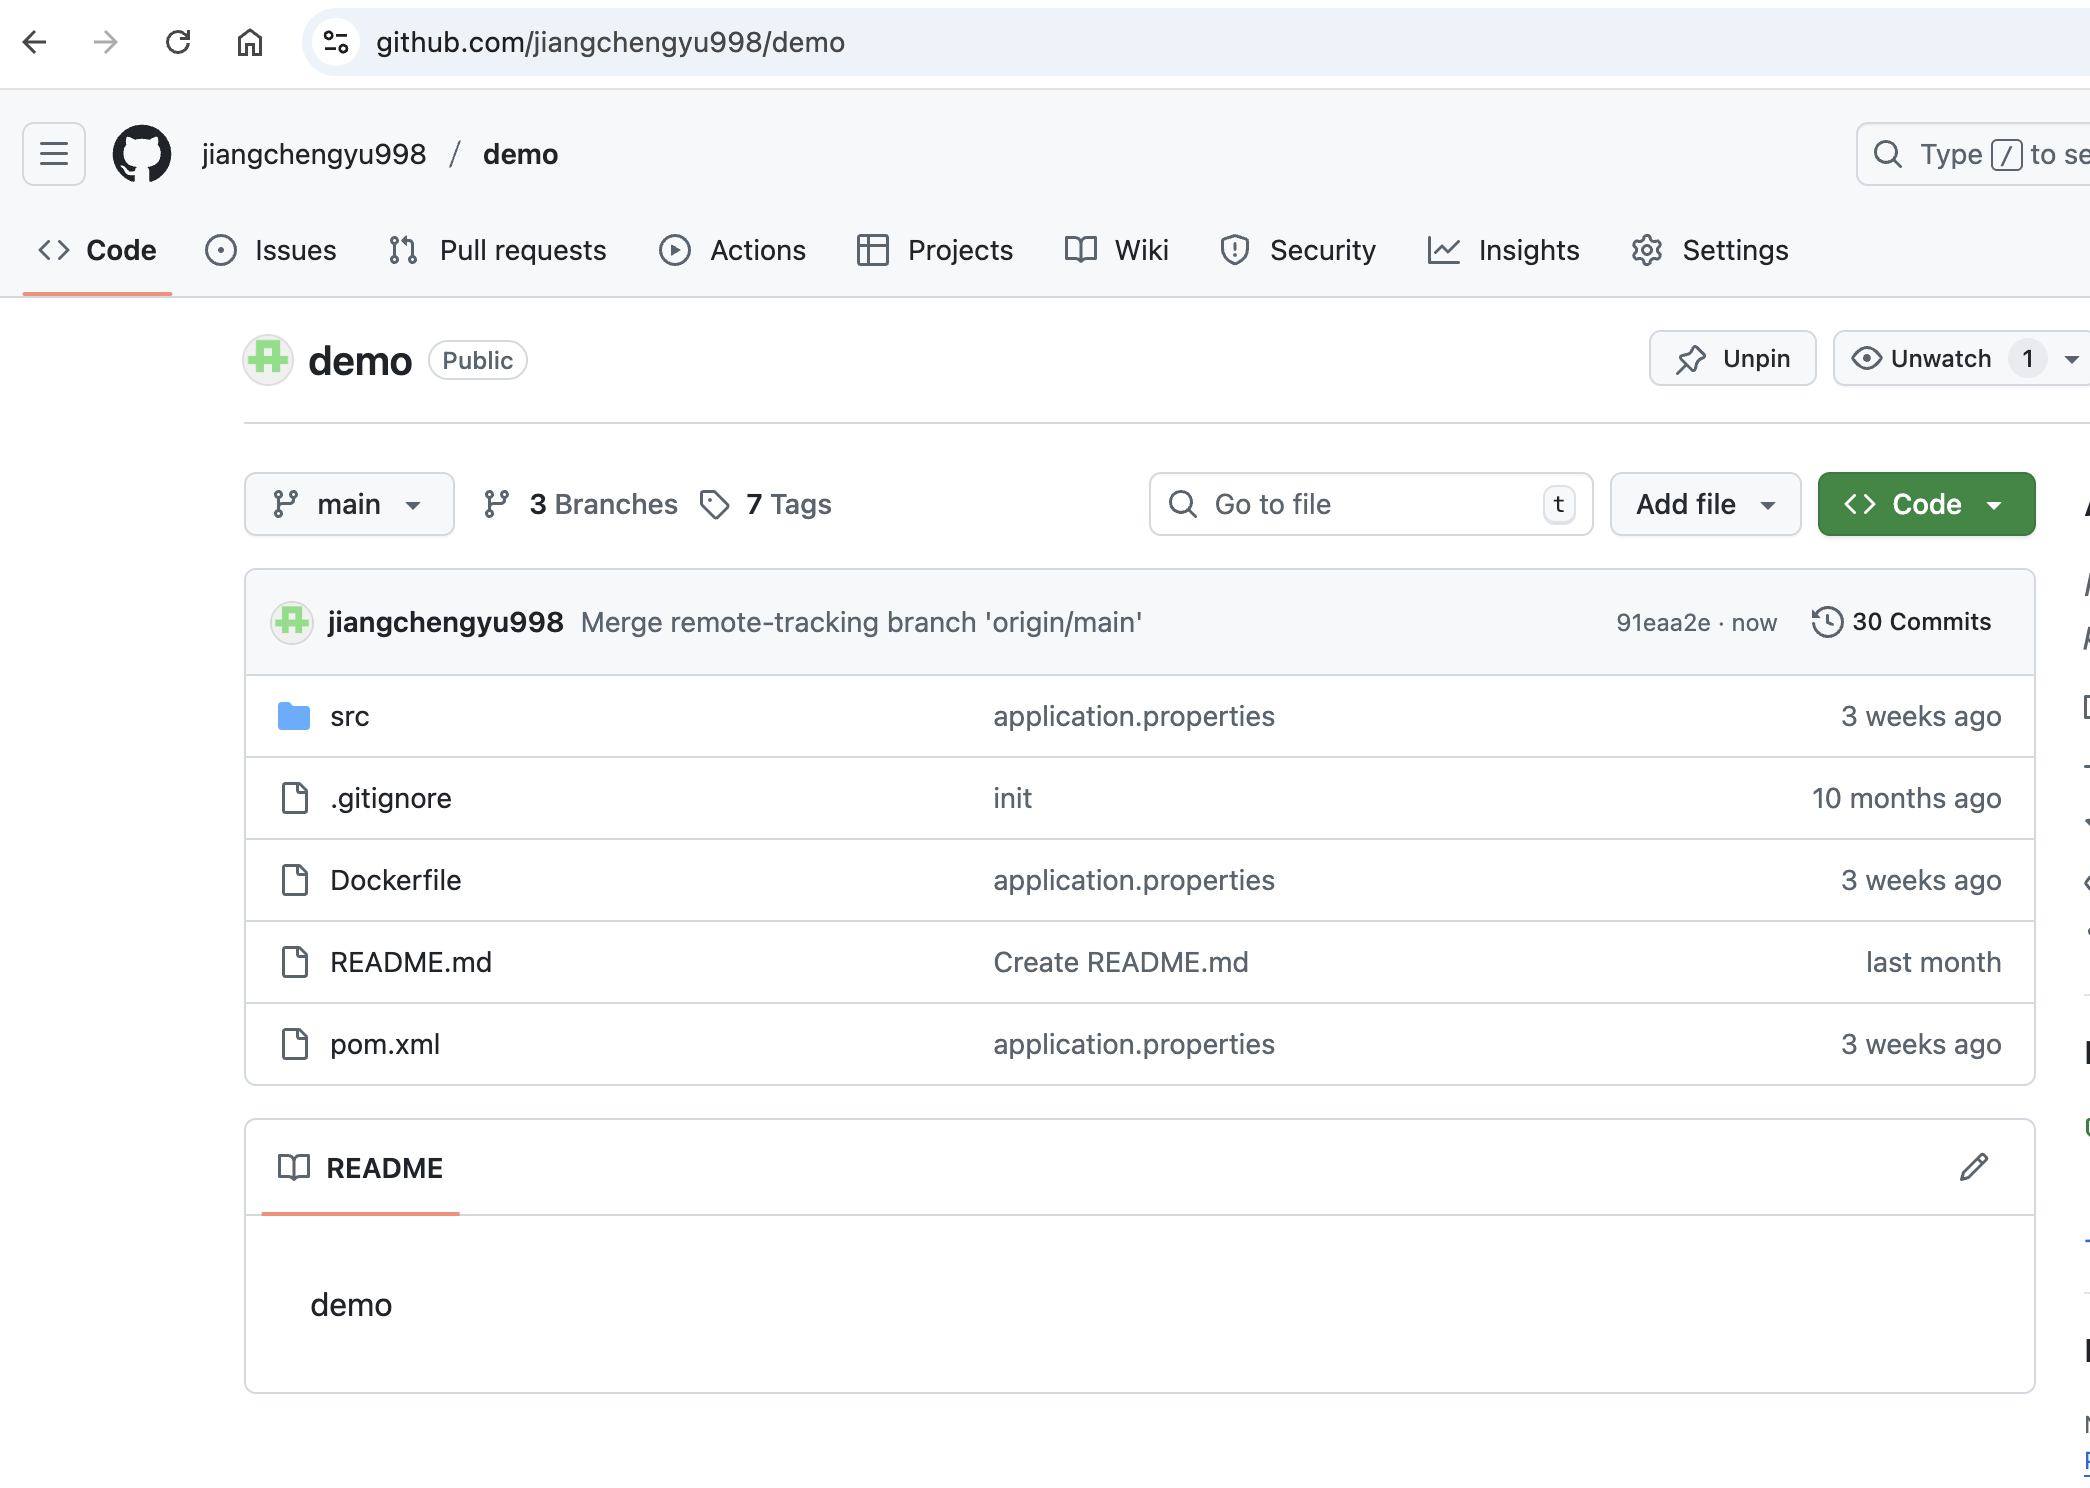 github.com/jiangchengyu998/demo
jiangchengyu998 / demo
Type / to se
Code Issues Pull requests Actions Projects Wiki Security Insights Settings
demo Public
Unpin Unwatch 1
main 3 Branches 7 Tags Go to file t Add file Code
jiangchengyu998 Merge remote-tracking branch 'origin/main' 91eaa2e · now 30 Commits
src application.properties 3 weeks ago
.gitignore init 10 months ago
Dockerfile application.properties 3 weeks ago
README.md Create README.md last month
pom.xml application.properties 3 weeks ago
README
demo